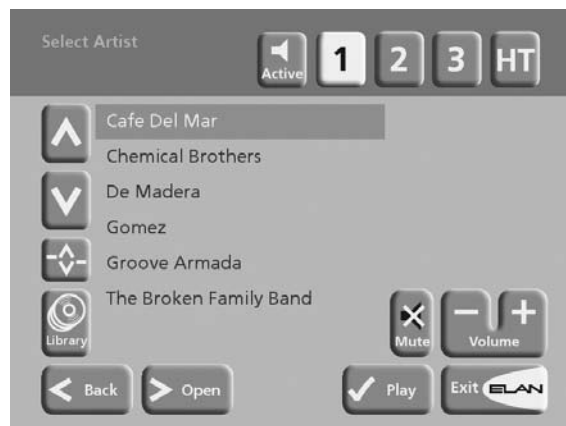 Select Artist
Active
1
2
3
HT
Cafe Del Mar
Chemical Brothers
De Madera
Gomez
Groove Armada
The Broken Family Band
Library
Mute
Volume
Back
Open
Play
Exit ELAN